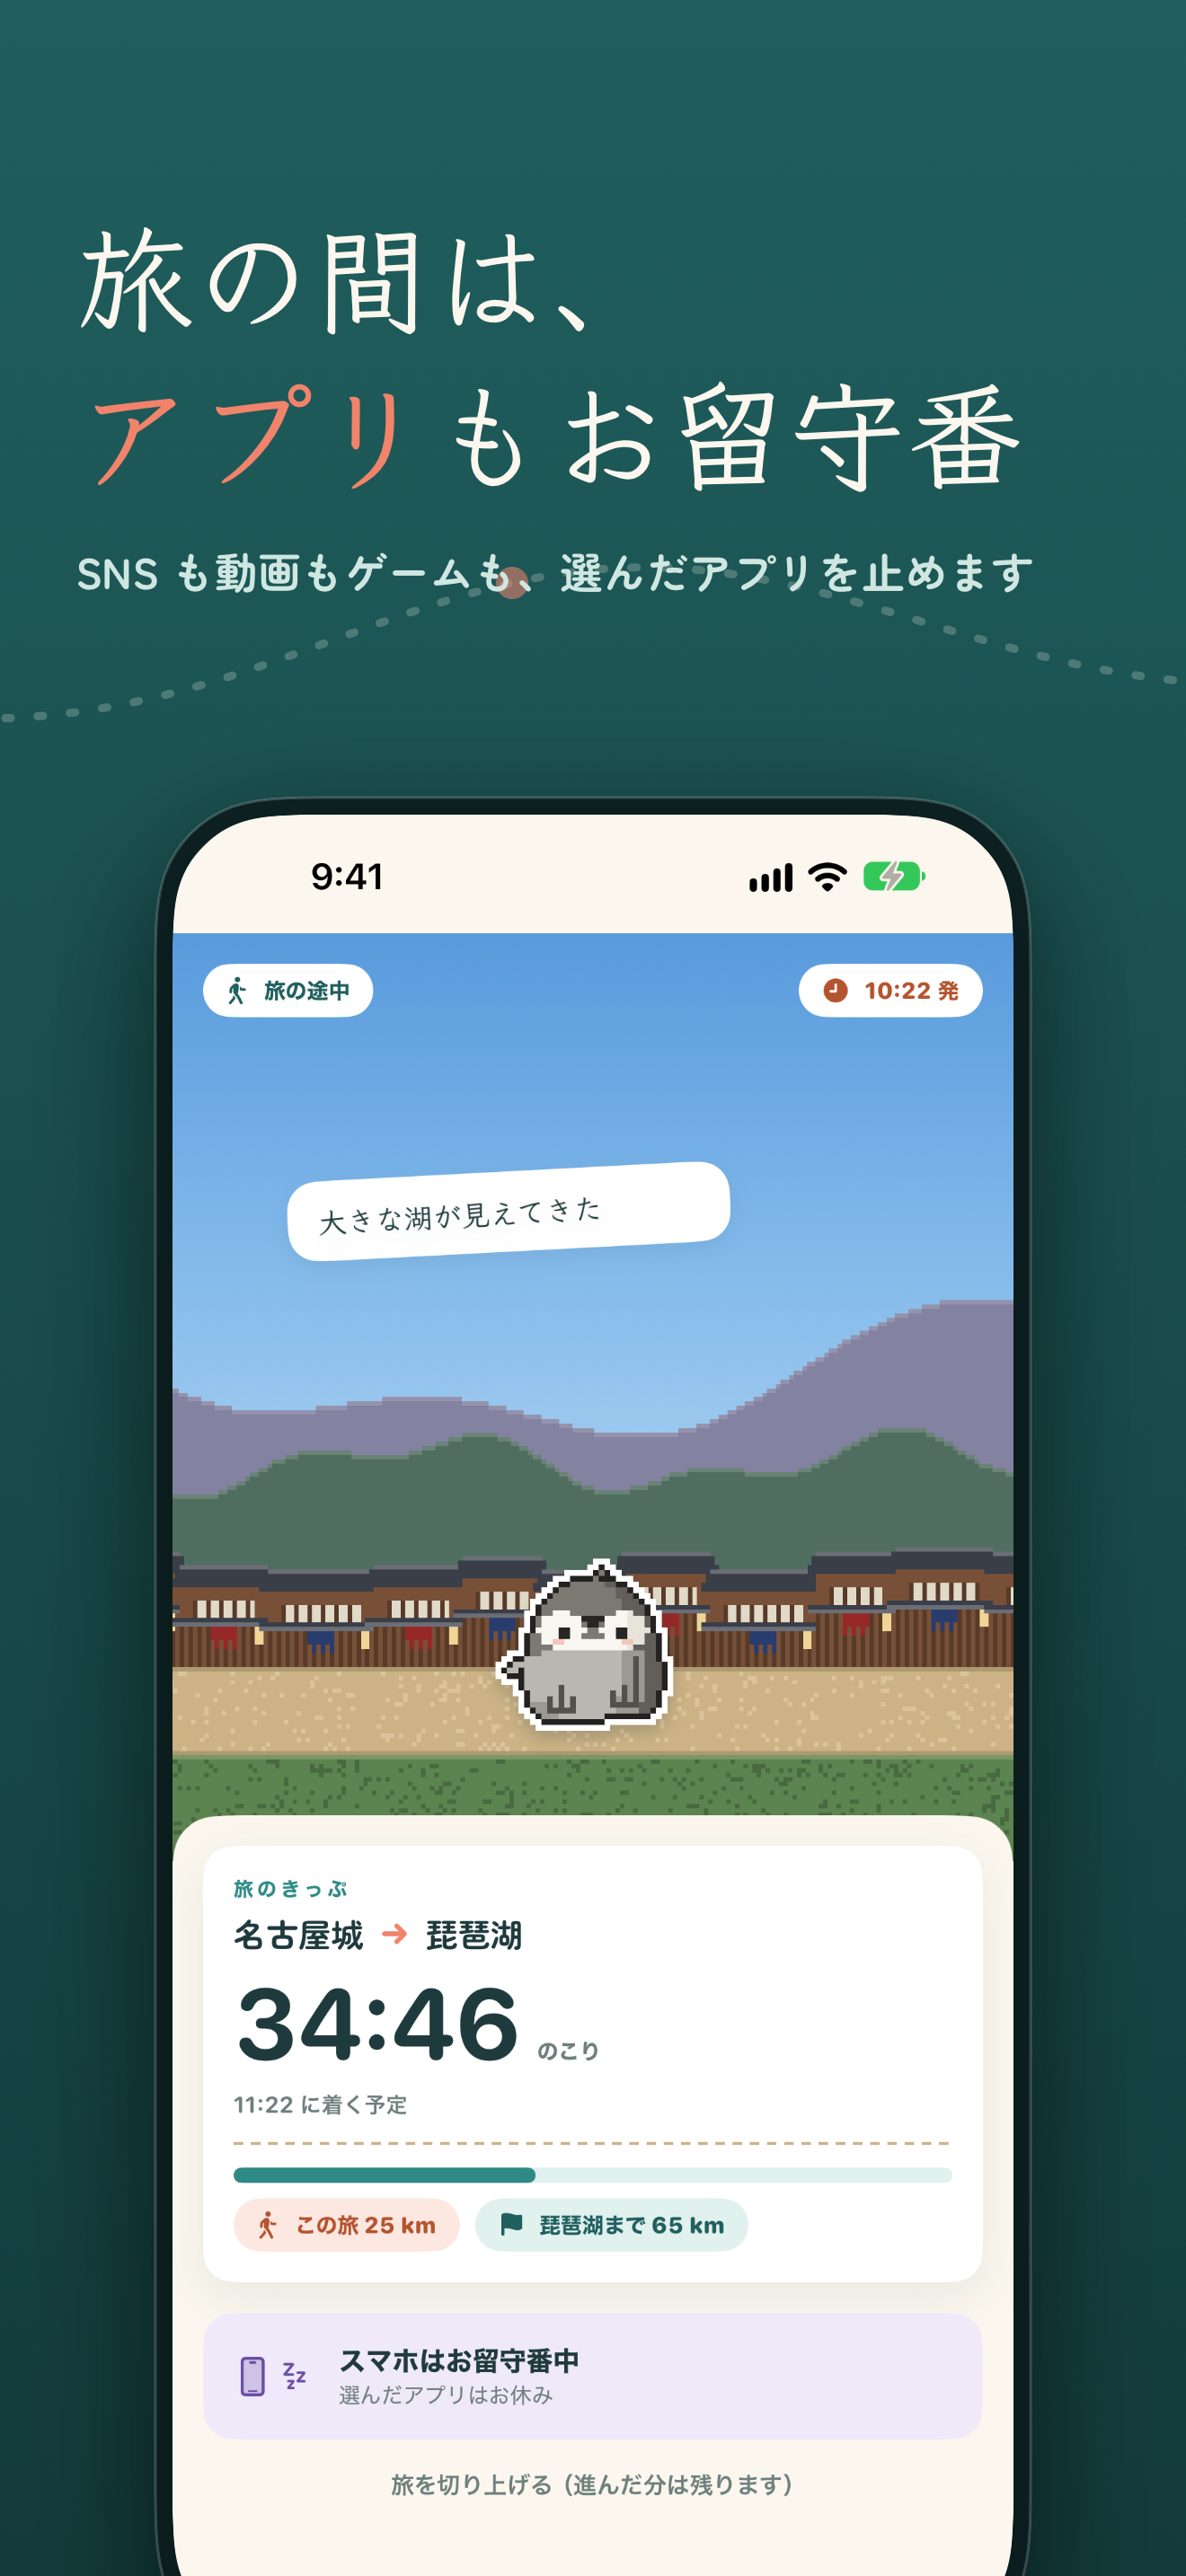 旅の間は、
アプリもお留守番
SNS も動画もゲームも、選んだアプリを止めます
9:41
旅の途中
10:22 発
大きな湖が見えてきた
旅のきっぷ
名古屋城 → 琵琶湖
34:46 のこり
11:22 に着く予定
この旅 25 km
琵琶湖まで 65 km
zzz
スマホはお留守番中
選んだアプリはお休み
旅を切り上げる（進んだ分は残ります）